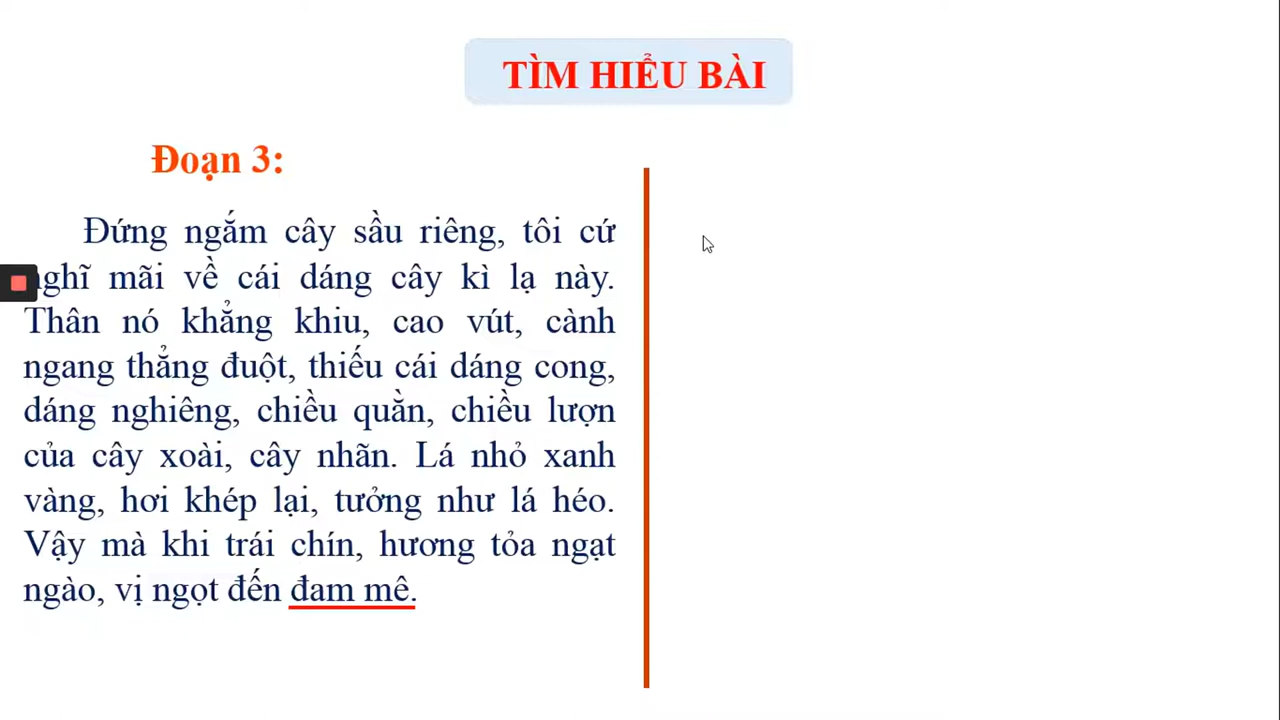 TÌM HIỂU BÀI
Đoạn 3:
Đứng ngắm cây sầu riêng, tôi cứ
nghĩ mãi về cái dáng cây kì lạ này.
Thân nó khẳng khiu, cao vút, cành
ngang thẳng đuột, thiếu cái dáng cong,
dáng nghiêng, chiều quằn, chiều lượn
của cây xoài, cây nhãn. Lá nhỏ xanh
vàng, hơi khép lại, tưởng như lá héo.
Vậy mà khi trái chín, hương tỏa ngạt
ngào, vị ngọt đến đam mê.